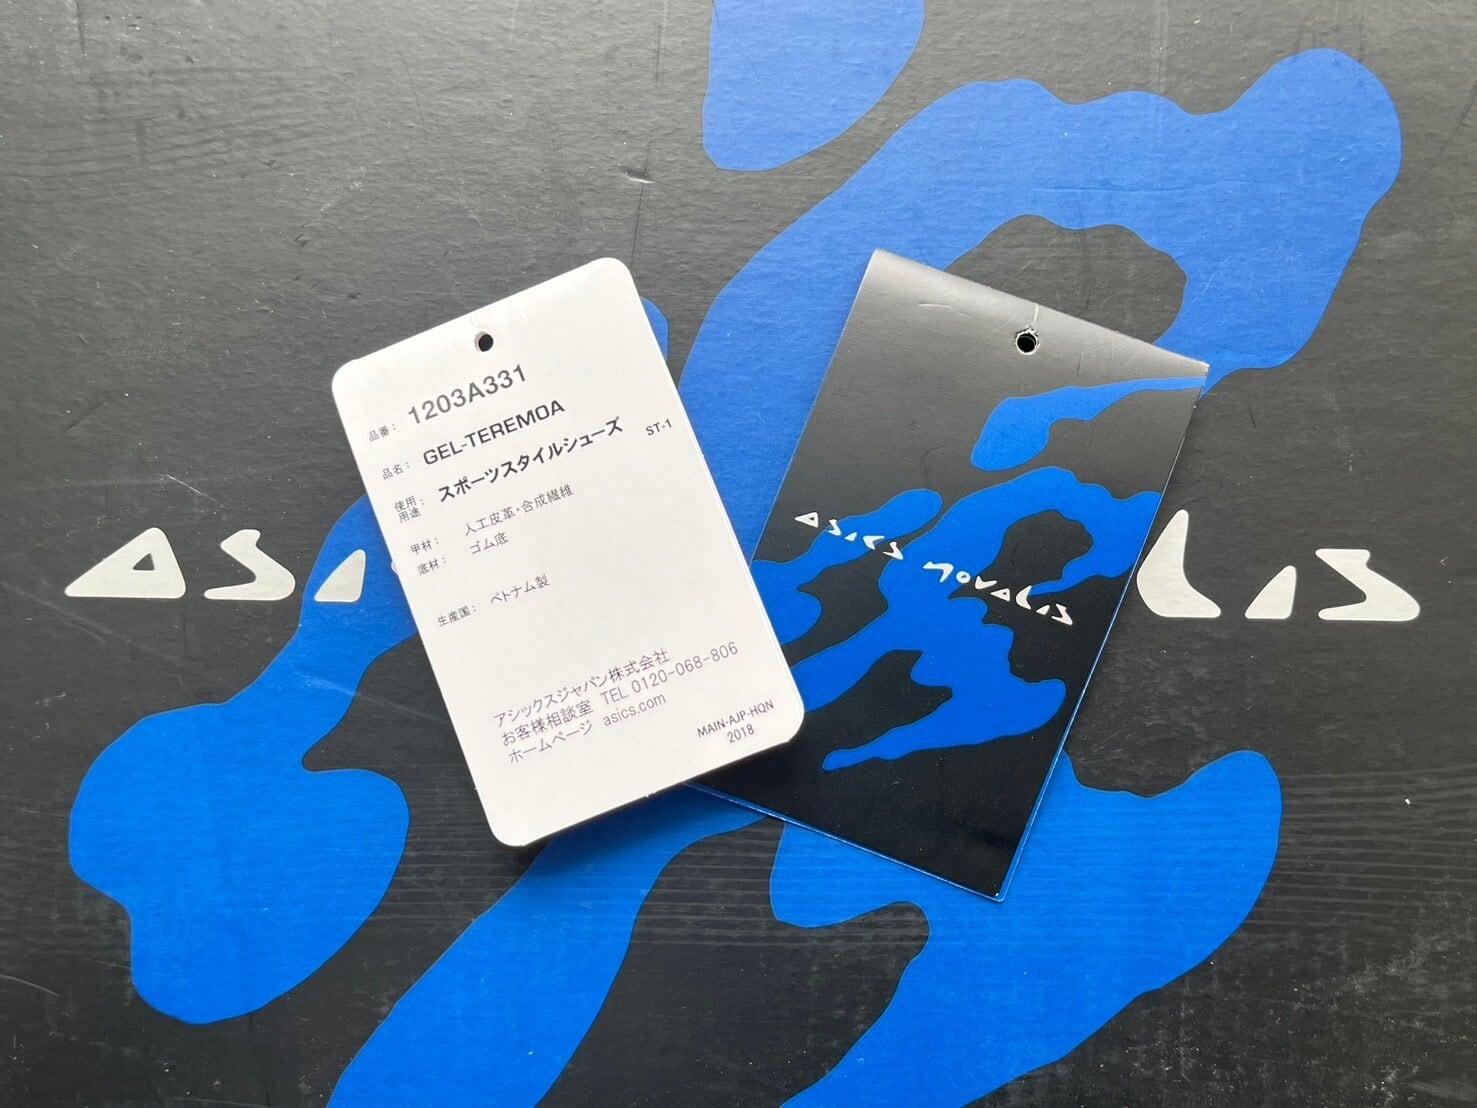 品番： 1203A331
品名： GEL-TEREMOA
使用用途： スポーツスタイルシューズ ST-1
甲材： 人工皮革・合成繊維
底材： ゴム底
生産国： ベトナム製
アシックスジャパン株式会社
お客様相談室 TEL 0120-068-806
ホームページ asics.com
MAIN-AJP-HQN
2018
ASICS NOVALIS
ASI LIS